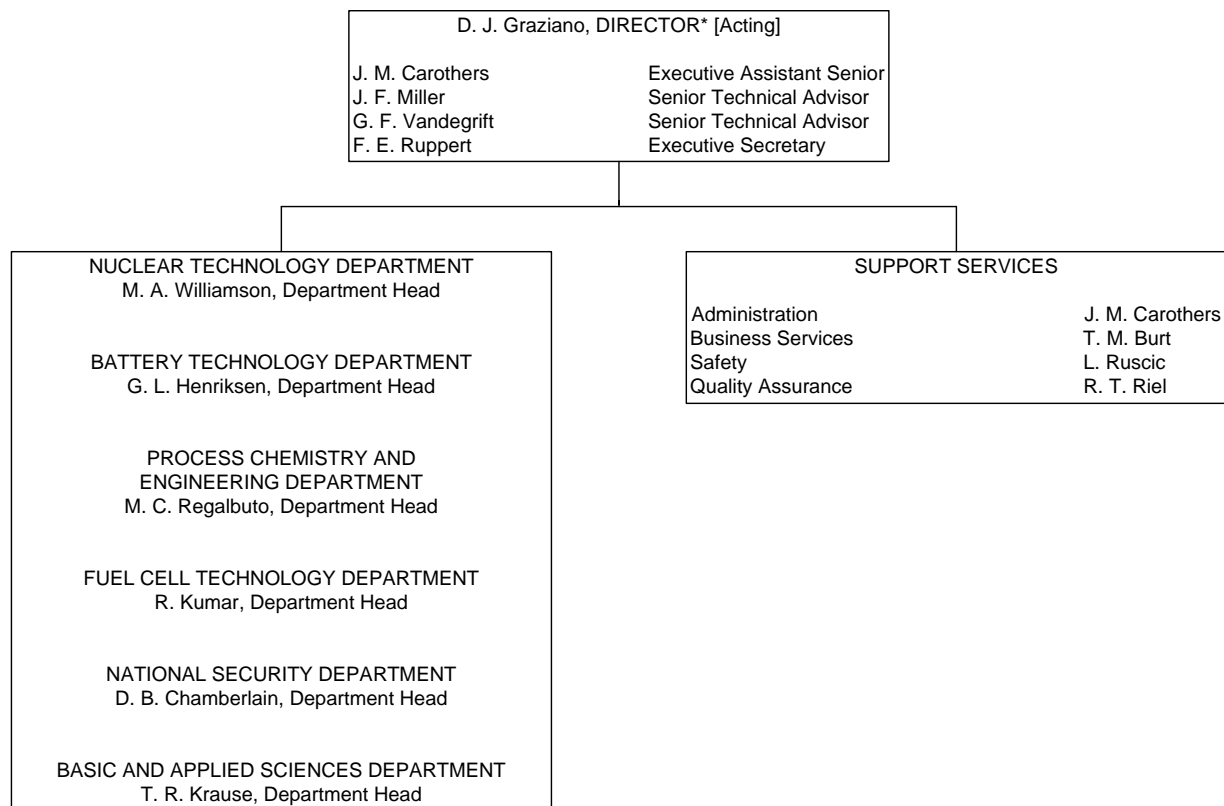 D. J. Graziano, DIRECTOR* [Acting]
J. M. Carothers Executive Assistant Senior
J. F. Miller Senior Technical Advisor
G. F. Vandegrift Senior Technical Advisor
F. E. Ruppert Executive Secretary
NUCLEAR TECHNOLOGY DEPARTMENT
M. A. Williamson, Department Head
BATTERY TECHNOLOGY DEPARTMENT
G. L. Henriksen, Department Head
PROCESS CHEMISTRY AND
ENGINEERING DEPARTMENT
M. C. Regalbuto, Department Head
FUEL CELL TECHNOLOGY DEPARTMENT
R. Kumar, Department Head
NATIONAL SECURITY DEPARTMENT
D. B. Chamberlain, Department Head
BASIC AND APPLIED SCIENCES DEPARTMENT
T. R. Krause, Department Head
SUPPORT SERVICES
Administration J. M. Carothers
Business Services T. M. Burt
Safety L. Ruscic
Quality Assurance R. T. Riel